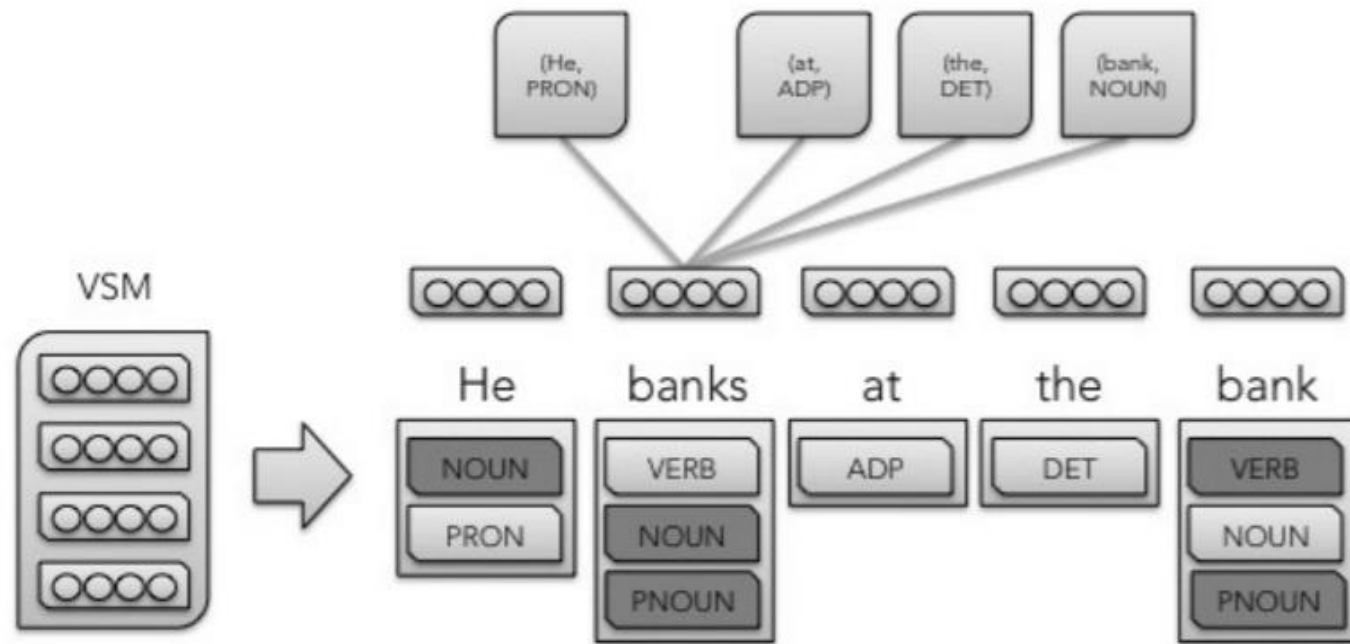 (He,
PRON)
(at,
ADP)
(the,
DET)
(bank,
NOUN)
VSM
He banks at the bank
NOUN VERB ADP DET VERB
PRON NOUN NOUN
PNOUN PNOUN